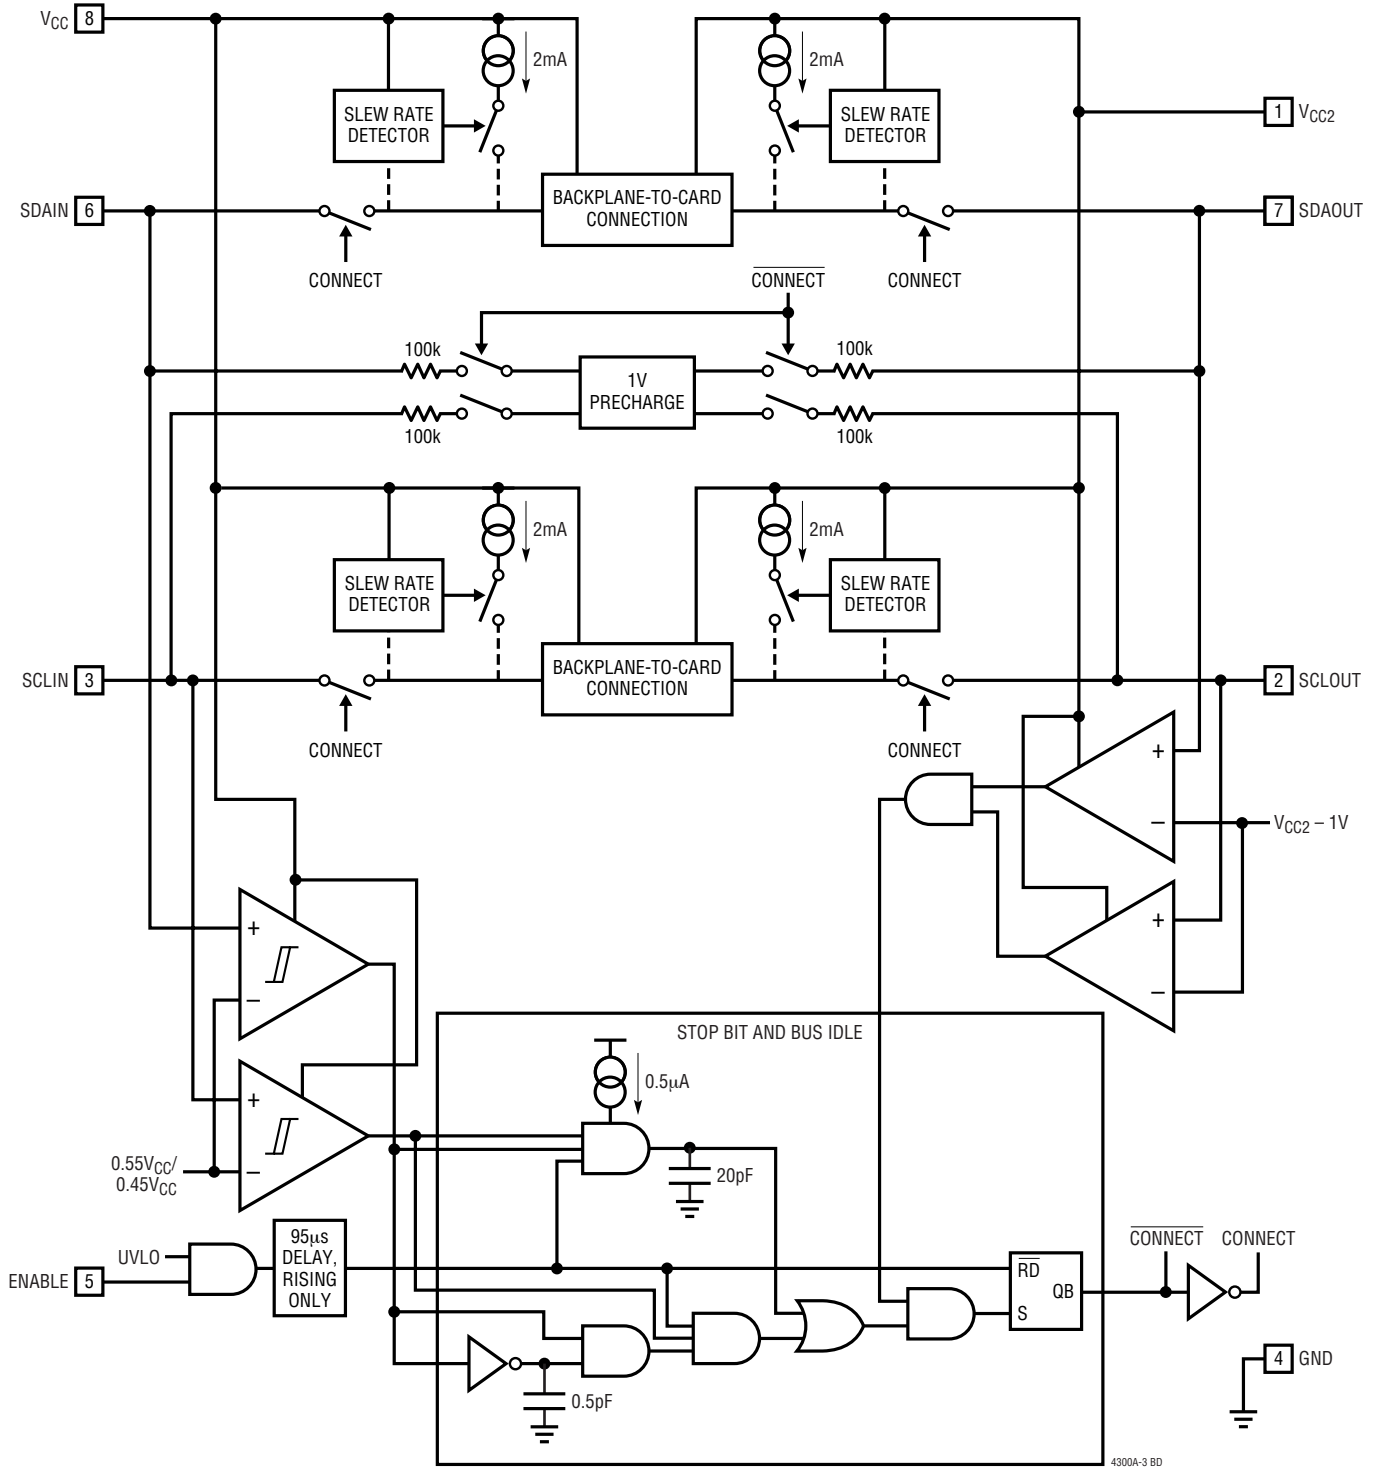 VCC 8
2mA
2mA
SLEW RATE
DETECTOR
SLEW RATE
DETECTOR
1 VCC2
SDAIN 6
BACKPLANE-TO-CARD
CONNECTION
7 SDAOUT
CONNECT
CONNECT
CONNECT
100k
100k
1V
PRECHARGE
100k
100k
2mA
2mA
SLEW RATE
DETECTOR
SLEW RATE
DETECTOR
SCLIN 3
BACKPLANE-TO-CARD
CONNECTION
2 SCLOUT
CONNECT
CONNECT
+
–
VCC2 – 1V
+
–
+
–
STOP BIT AND BUS IDLE
0.5μA
+
–
0.55VCC/
0.45VCC
20pF
UVLO
ENABLE 5
95μs
DELAY,
RISING
ONLY
RD
QB
S
CONNECT
CONNECT
0.5pF
4 GND
4300A-3 BD